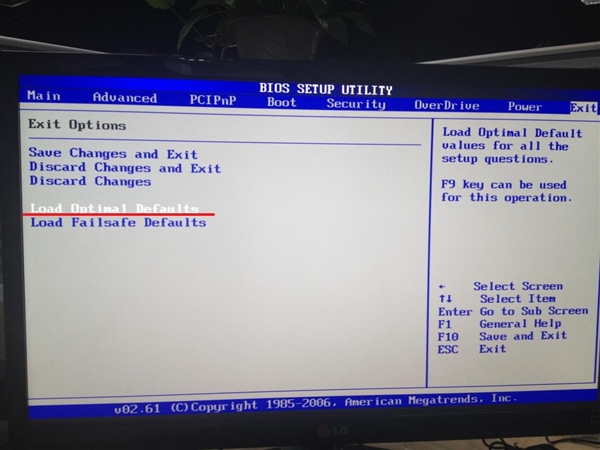 BIOS SETUP UTILITY
Main Advanced PCIPnP Boot Security OverDrive Power Exit
Exit Options
Save Changes and Exit
Discard Changes and Exit
Discard Changes
Load Optimal Defaults
Load Failsafe Defaults
Load Optimal Default
values for all the
setup questions.
F9 key can be used
for this operation.
← Select Screen
↑↓ Select Item
Enter Go to Sub Screen
F1 General Help
F10 Save and Exit
ESC Exit
v02.61 (C)Copyright 1985-2006, American Megatrends, Inc.
LG